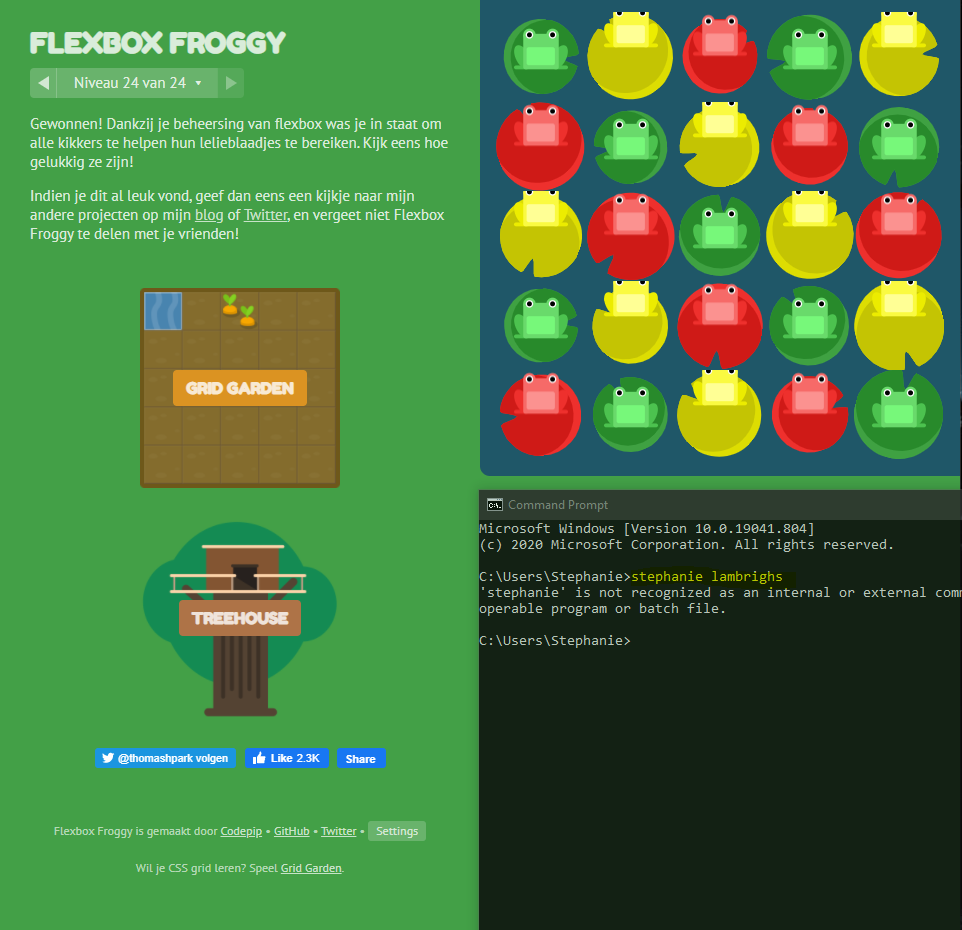 FLEXBOX FROGGY
Niveau 24 van 24
Gewonnen! Dankzij je beheersing van flexbox was je in staat om
alle kikkers te helpen hun lelieblaadjes te bereiken. Kijk eens hoe
gelukkig ze zijn!
Indien je dit al leuk vond, geef dan eens een kijkje naar mijn
andere projecten op mijn blog of Twitter, en vergeet niet Flexbox
Froggy te delen met je vrienden!
GRID GARDEN
TREEHOUSE
@thomashpark volgen
Like 2.3K
Share
Flexbox Froggy is gemaakt door Codepip • GitHub • Twitter • Settings
Wil je CSS grid leren? Speel Grid Garden.
Command Prompt
Microsoft Windows [Version 10.0.19041.804]
(c) 2020 Microsoft Corporation. All rights reserved.
C:\Users\Stephanie>stephanie lambrighs
'stephanie' is not recognized as an internal or external com
operable program or batch file.
C:\Users\Stephanie>